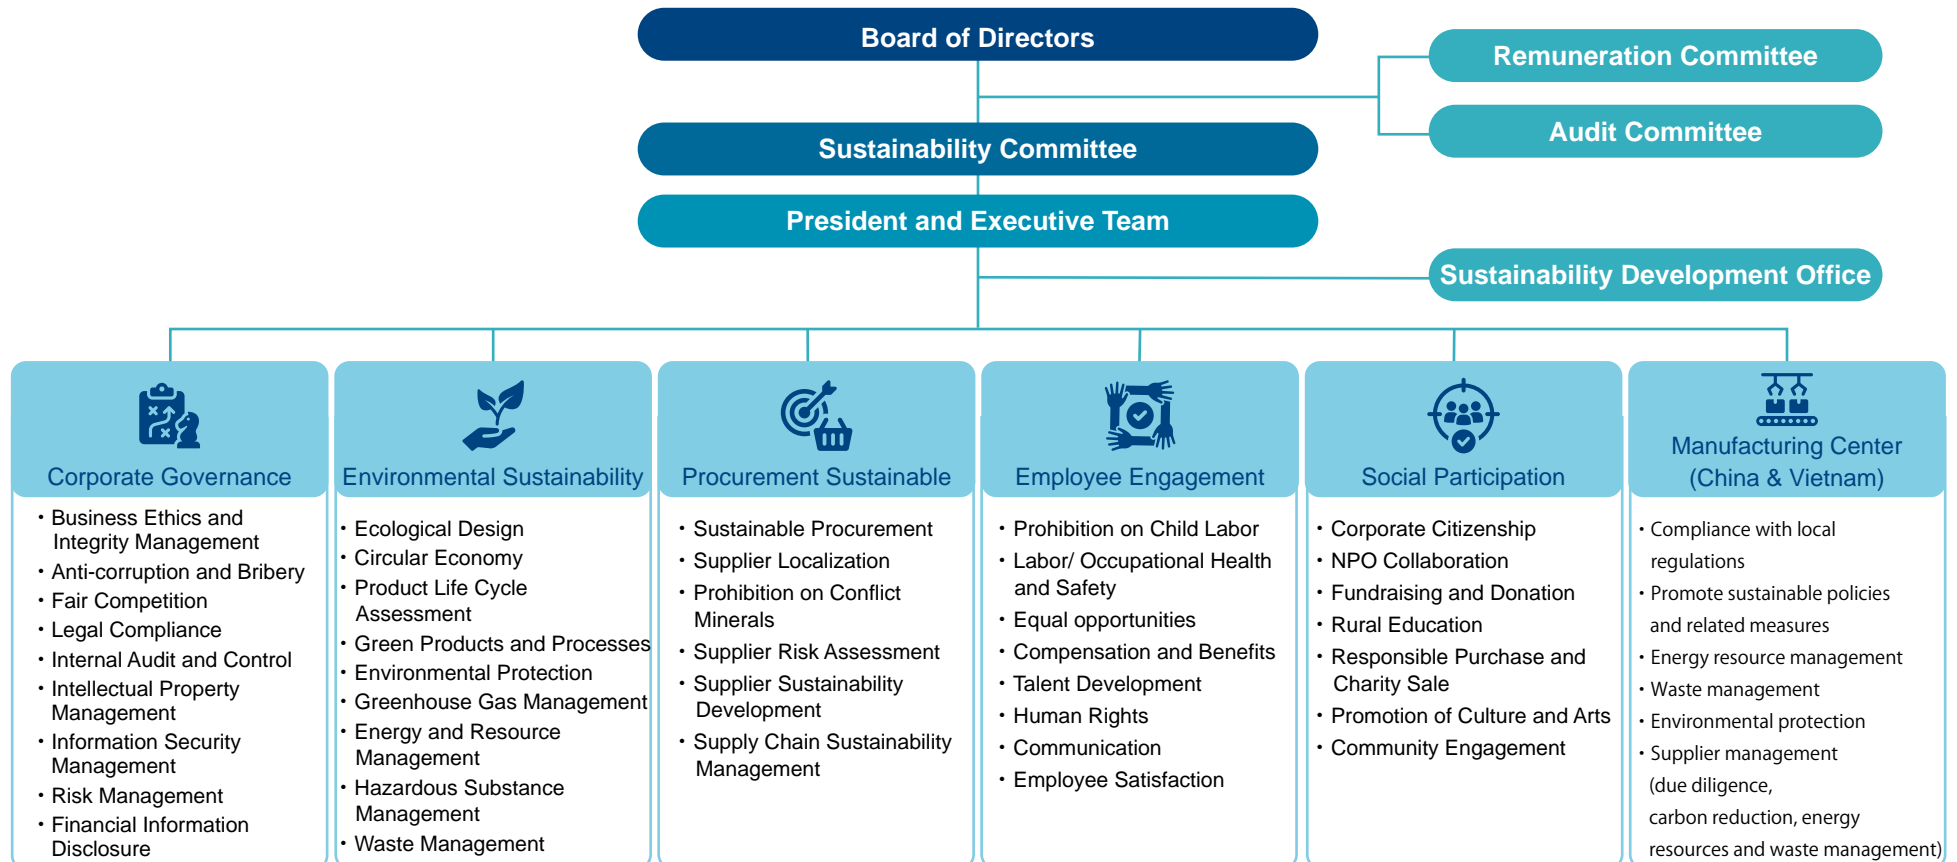 Board of Directors
Remuneration Committee
Audit Committee
Sustainability Committee
President and Executive Team
Sustainability Development Office
Corporate Governance
・Business Ethics and
Integrity Management
・Anti-corruption and Bribery
・Fair Competition
・Legal Compliance
・Internal Audit and Control
・Intellectual Property
Management
・Information Security
Management
・Risk Management
・Financial Information
Disclosure
Environmental Sustainability
・Ecological Design
・Circular Economy
・Product Life Cycle
Assessment
・Green Products and Processes
・Environmental Protection
・Greenhouse Gas Management
・Energy and Resource
Management
・Hazardous Substance
Management
・Waste Management
Procurement Sustainable
・Sustainable Procurement
・Supplier Localization
・Prohibition on Conflict
Minerals
・Supplier Risk Assessment
・Supplier Sustainability
Development
・Supply Chain Sustainability
Management
Employee Engagement
・Prohibition on Child Labor
・Labor/ Occupational Health
and Safety
・Equal opportunities
・Compensation and Benefits
・Talent Development
・Human Rights
・Communication
・Employee Satisfaction
Social Participation
・Corporate Citizenship
・NPO Collaboration
・Fundraising and Donation
・Rural Education
・Responsible Purchase and
Charity Sale
・Promotion of Culture and Arts
・Community Engagement
Manufacturing Center
(China & Vietnam)
・Compliance with local
regulations
・Promote sustainable policies
and related measures
・Energy resource management
・Waste management
・Environmental protection
・Supplier management
(due diligence,
carbon reduction, energy
resources and waste management)